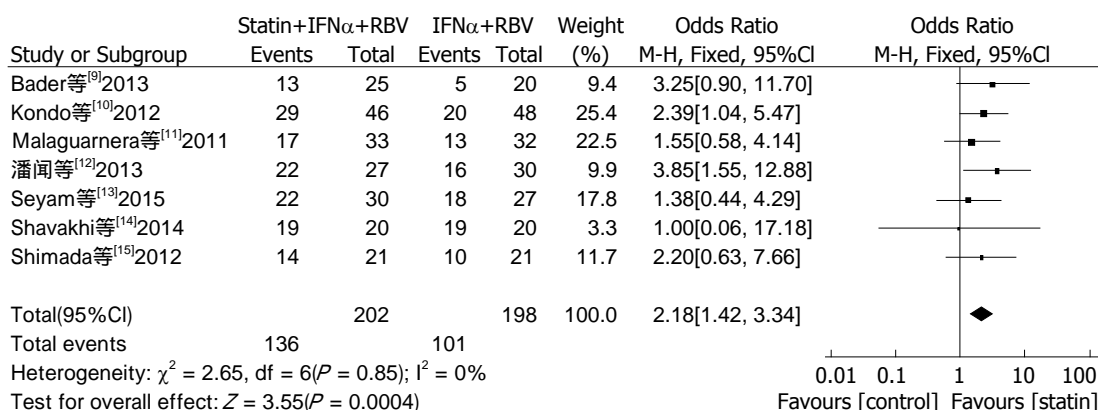 Statin+IFNα+RBV IFNα+RBV Weight Odds Ratio Odds Ratio
Study or Subgroup Events Total Events Total (%) M-H, Fixed, 95%CI M-H, Fixed, 95%CI
Bader等[9]2013 13 25 5 20 9.4 3.25[0.90, 11.70]
Kondo等[10]2012 29 46 20 48 25.4 2.39[1.04, 5.47]
Malaguarnera等[11]2011 17 33 13 32 22.5 1.55[0.58, 4.14]
潘闻等[12]2013 22 27 16 30 9.9 3.85[1.55, 12.88]
Seyam等[13]2015 22 30 18 27 17.8 1.38[0.44, 4.29]
Shavakhi等[14]2014 19 20 19 20 3.3 1.00[0.06, 17.18]
Shimada等[15]2012 14 21 10 21 11.7 2.20[0.63, 7.66]
Total(95%CI) 202 198 100.0 2.18[1.42, 3.34]
Total events 136 101
Heterogeneity: χ² = 2.65, df = 6(P = 0.85); I² = 0%
Test for overall effect: Z = 3.55(P = 0.0004)
0.01 0.1 1 10 100
Favours [control] Favours [statin]